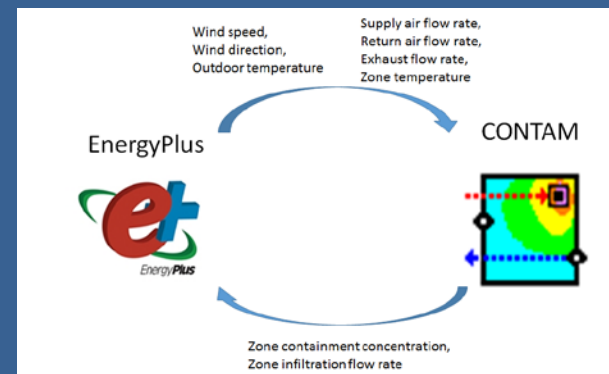 Wind speed,
Wind direction,
Outdoor temperature
Supply air flow rate,
Return air flow rate,
Exhaust flow rate,
Zone temperature
EnergyPlus
CONTAM
e+
EnergyPlus
Zone containment concentration,
Zone infiltration flow rate